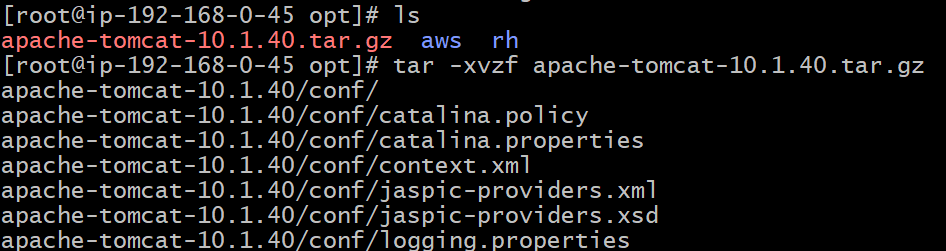 [root@ip-192-168-0-45 opt]# ls
apache-tomcat-10.1.40.tar.gz  aws  rh
[root@ip-192-168-0-45 opt]# tar -xvzf apache-tomcat-10.1.40.tar.gz
apache-tomcat-10.1.40/conf/
apache-tomcat-10.1.40/conf/catalina.policy
apache-tomcat-10.1.40/conf/catalina.properties
apache-tomcat-10.1.40/conf/context.xml
apache-tomcat-10.1.40/conf/jaspic-providers.xml
apache-tomcat-10.1.40/conf/jaspic-providers.xsd
apache-tomcat-10.1.40/conf/logging.properties